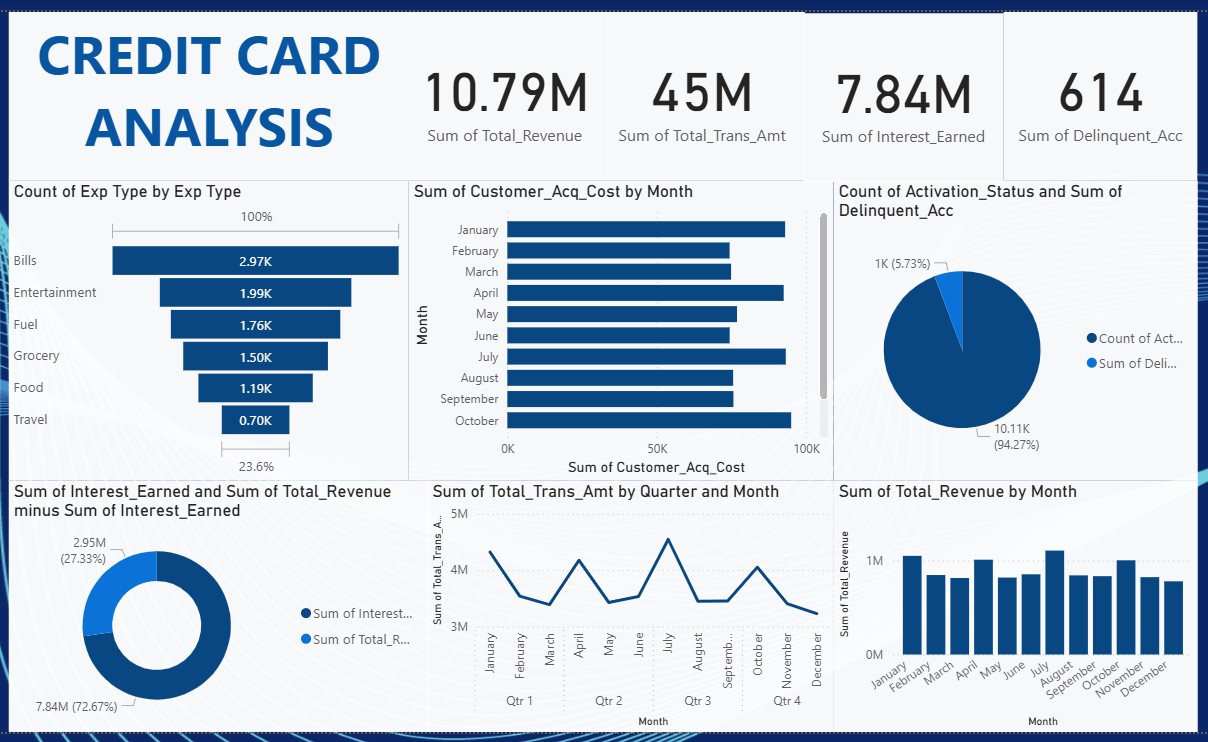 CREDIT CARD
ANALYSIS
10.79M
Sum of Total_Revenue
45M
Sum of Total_Trans_Amt
7.84M
Sum of Interest_Earned
614
Sum of Delinquent_Acc
Count of Exp Type by Exp Type
100%
Bills
2.97K
Entertainment
1.99K
Fuel
1.76K
Grocery
1.50K
Food
1.19K
Travel
0.70K
23.6%
Sum of Customer_Acq_Cost by Month
Month
January
February
March
April
May
June
July
August
September
October
0K
50K
100K
Sum of Customer_Acq_Cost
Count of Activation_Status and Sum of
Delinquent_Acc
1K (5.73%)
10.11K
(94.27%)
Count of Act...
Sum of Deli...
Sum of Interest_Earned and Sum of Total_Revenue
minus Sum of Interest_Earned
2.95M
(27.33%)
7.84M (72.67%)
Sum of Interest...
Sum of Total_R...
Sum of Total_Trans_Amt by Quarter and Month
Sum of Total_Trans_A...
5M
4M
3M
January
February
March
April
May
June
July
August
Septemb...
October
November
December
Qtr 1
Qtr 2
Qtr 3
Qtr 4
Month
Sum of Total_Revenue by Month
Sum of Total_Revenue
1M
0M
January
February
March
April
May
June
July
August
September
October
November
December
Month